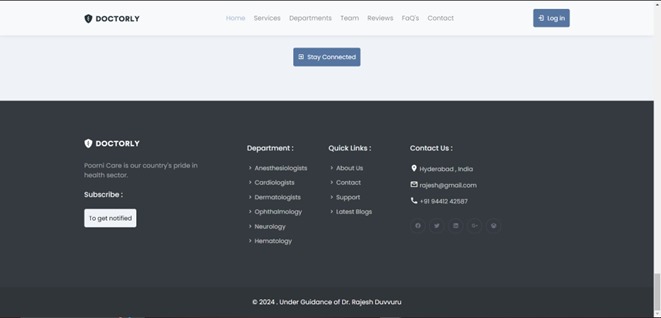 DOCTORLY
Home Services Departments Team Reviews FaQ's Contact
Log in
Stay Connected
DOCTORLY
Poorni Care is our country's pride in
health sector.
Subscribe :
To get notified
Department :
Anesthesiologists
Cardiologists
Dermatologists
Ophthalmology
Neurology
Hematology
Quick Links :
About Us
Contact
Support
Latest Blogs
Contact Us :
Hyderabad , India
rajesh@gmail.com
+91 94412 42587
© 2024 . Under Guidance of Dr. Rajesh Duvvuru